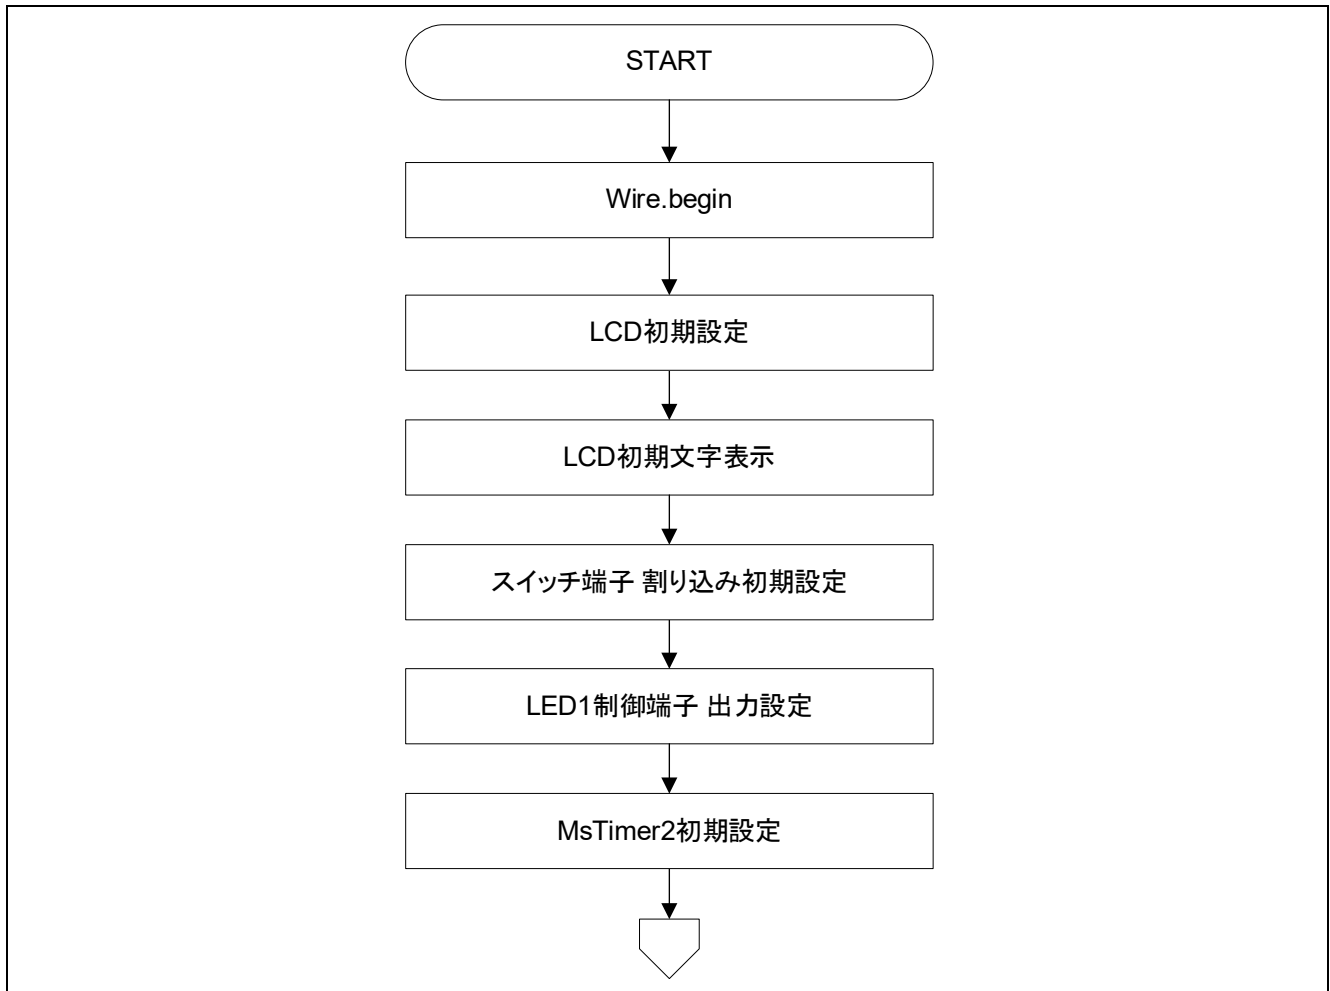 START
Wire.begin
LCD初期設定
LCD初期文字表示
スイッチ端子 割り込み初期設定
LED1制御端子 出力設定
MsTimer2初期設定